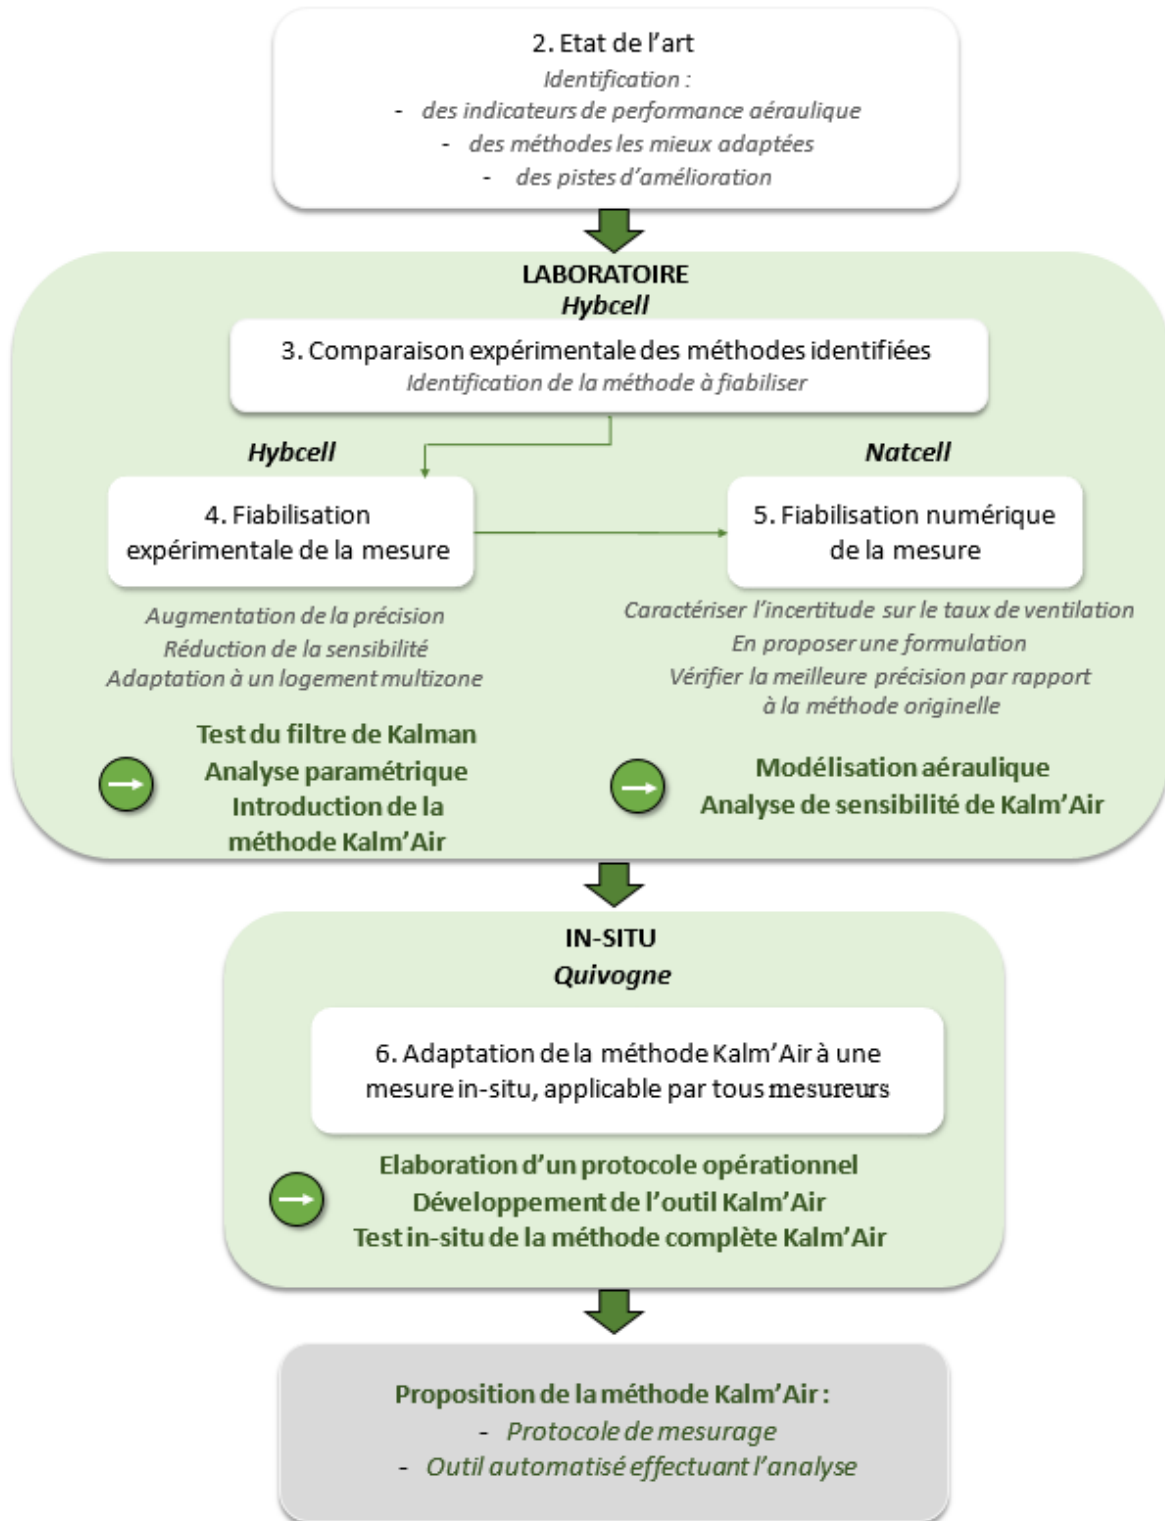 2. Etat de l’art
Identification :
- des indicateurs de performance aéraulique
- des méthodes les mieux adaptées
- des pistes d’amélioration
LABORATOIRE
Hybcell
3. Comparaison expérimentale des méthodes identifiées
Identification de la méthode à fiabiliser
Hybcell
4. Fiabilisation
expérimentale de la mesure
Augmentation de la précision
Réduction de la sensibilité
Adaptation à un logement multizone
Test du filtre de Kalman
Analyse paramétrique
Introduction de la
méthode Kalm’Air
Natcell
5. Fiabilisation numérique
de la mesure
Caractériser l’incertitude sur le taux de ventilation
En proposer une formulation
Vérifier la meilleure précision par rapport
à la méthode originelle
Modélisation aéraulique
Analyse de sensibilité de Kalm’Air
IN-SITU
Quivogne
6. Adaptation de la méthode Kalm’Air à une
mesure in-situ, applicable par tous mesureurs
Elaboration d’un protocole opérationnel
Développement de l’outil Kalm’Air
Test in-situ de la méthode complète Kalm’Air
Proposition de la méthode Kalm’Air :
- Protocole de mesurage
- Outil automatisé effectuant l’analyse